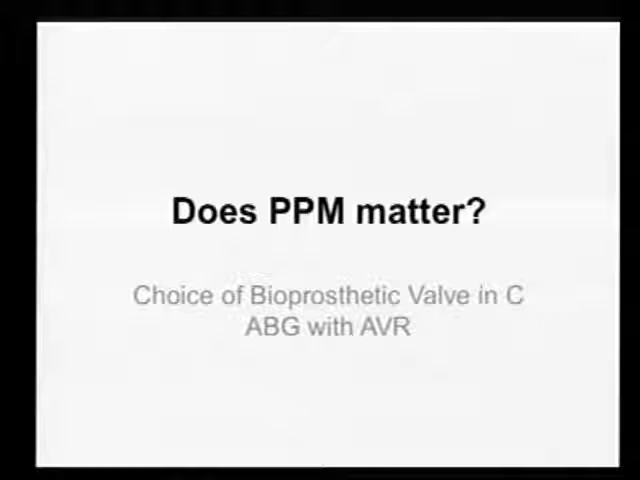 Does PPM matter?
Choice of Bioprosthetic Valve in C
ABG with AVR